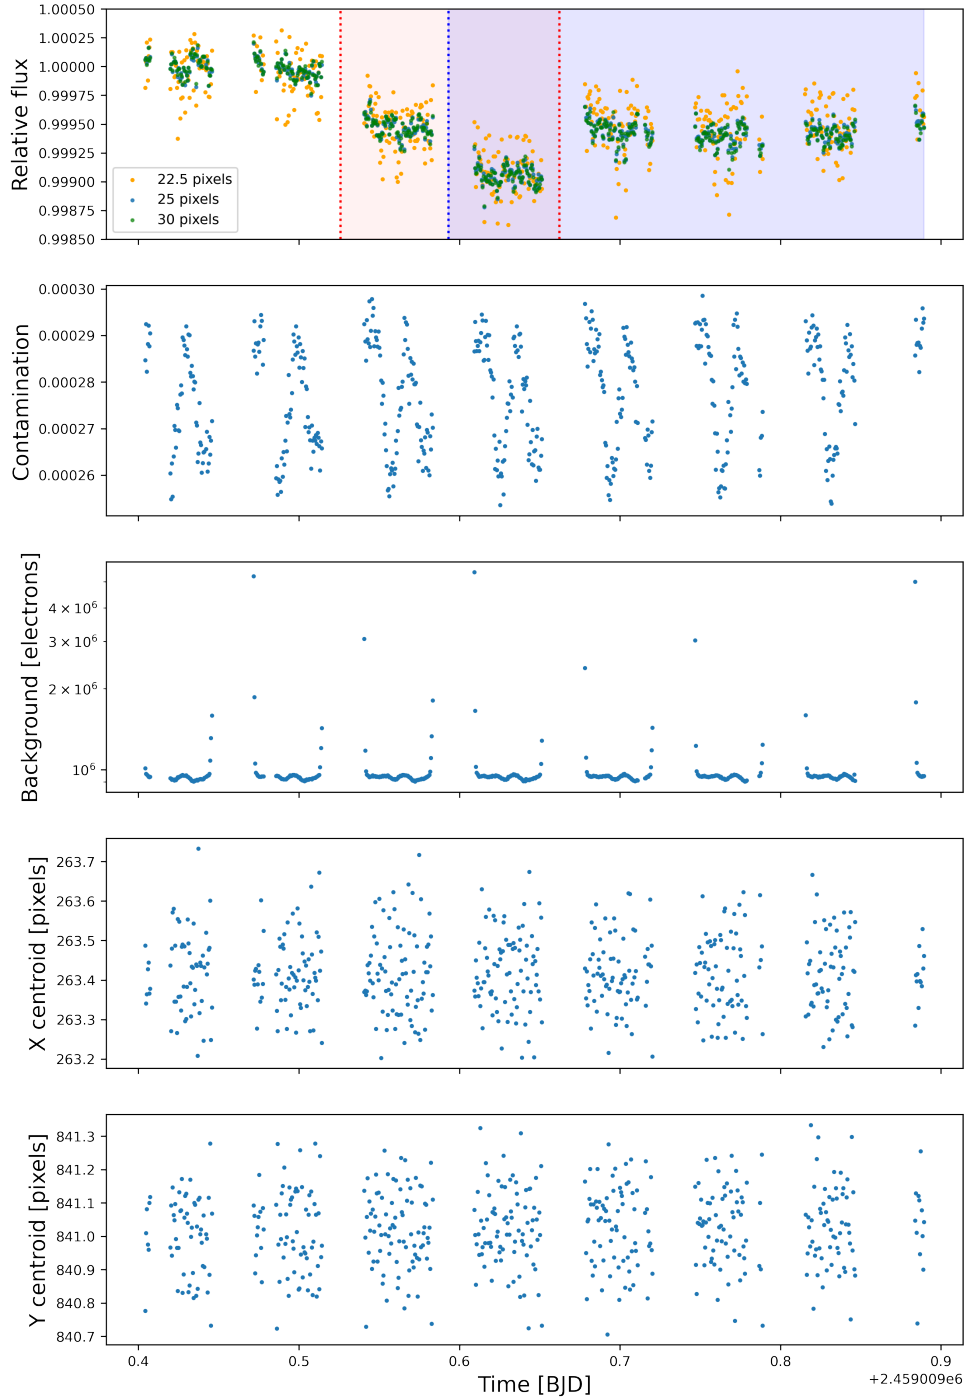 Relative flux
1.00050
1.00025
1.00000
0.99975
0.99950
0.99925
0.99900
0.99875
0.99850
22.5 pixels
25 pixels
30 pixels
Contamination
0.00030
0.00029
0.00028
0.00027
0.00026
Background [electrons]
4 × 10⁶
3 × 10⁶
2 × 10⁶
10⁶
X centroid [pixels]
263.7
263.6
263.5
263.4
263.3
263.2
Y centroid [pixels]
841.3
841.2
841.1
841.0
840.9
840.8
840.7
0.4 0.5 0.6 0.7 0.8 0.9
+2.459009e6
Time [BJD]